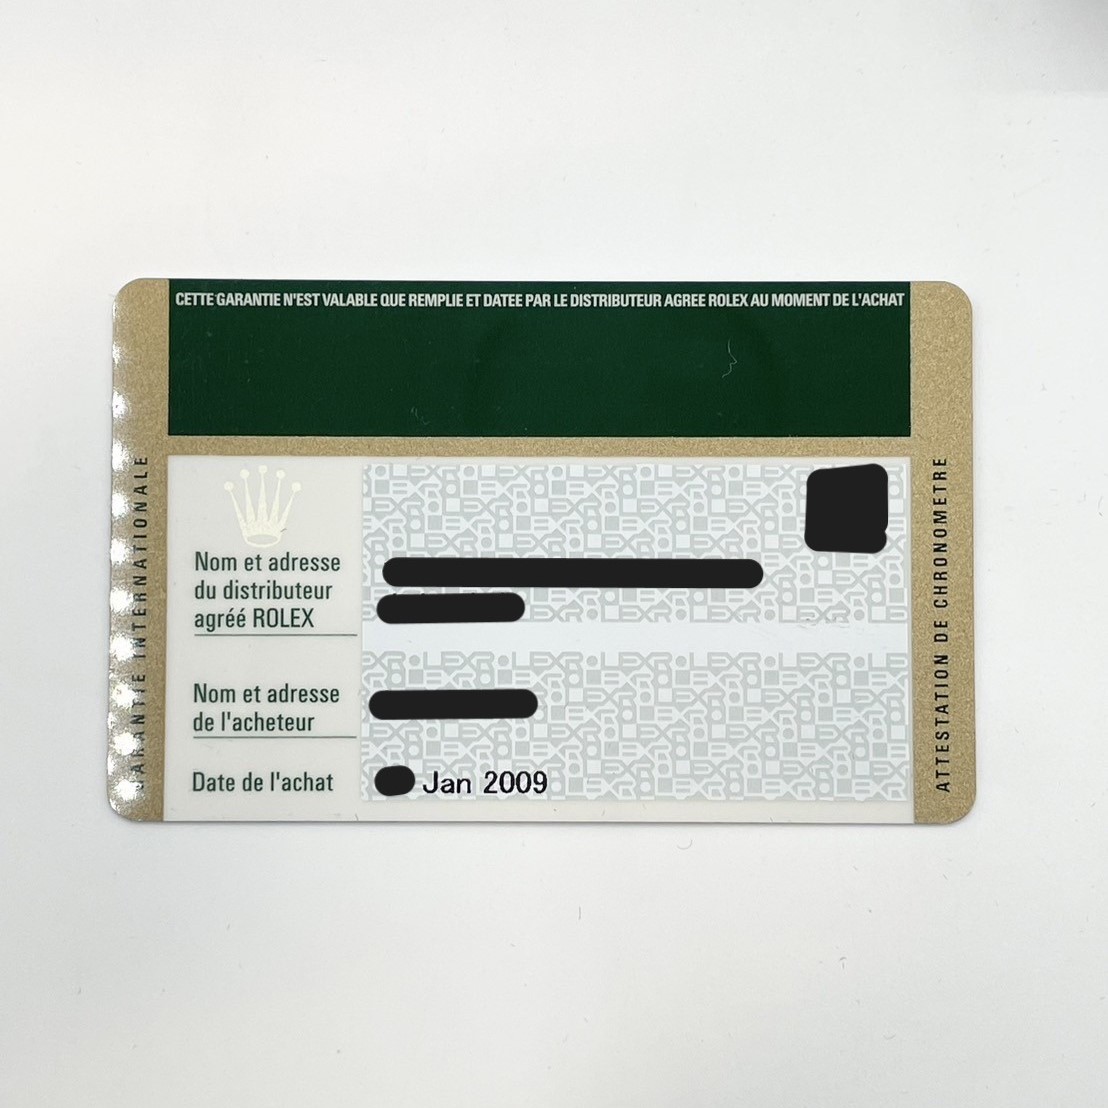 CETTE GARANTIE N'EST VALABLE QUE REMPLIE ET DATEE PAR LE DISTRIBUTEUR AGREE ROLEX AU MOMENT DE L'ACHAT
GARANTIE INTERNATIONALE
Nom et adresse
du distributeur
agréé ROLEX
Nom et adresse
de l'acheteur
Date de l'achat
Jan 2009
ATTESTATION DE CHRONOMETRE